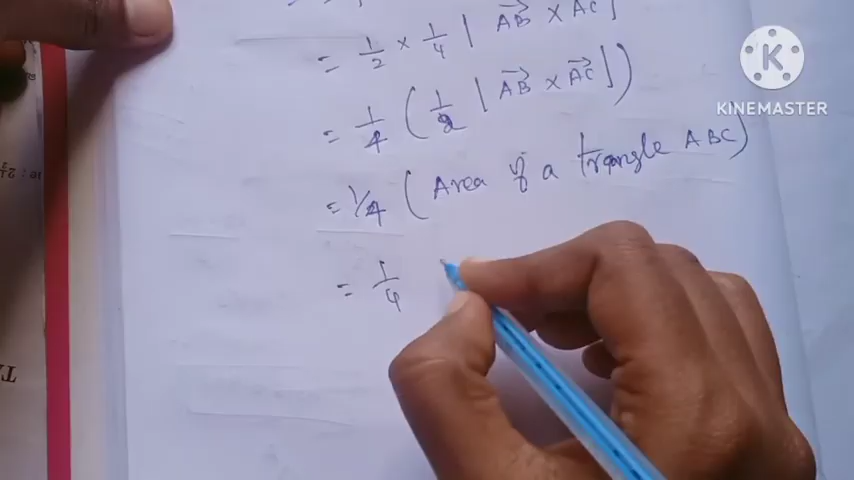 = 1/2 × 1/4 | AB→ × AC→ |
= 1/4 ( 1/2 | AB→ × AC→ | )
= 1/4 ( Area of a triangle ABC )
= 1/4
KINEMASTER